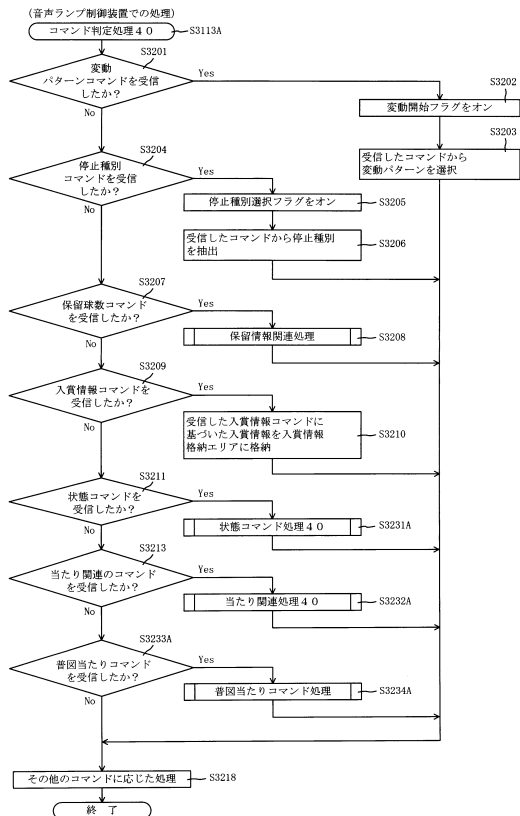 (音声ランプ制御装置での処理)
コマンド判定処理40
S3113A
S3201
変動
パターンコマンドを受信
したか?
Yes
No
S3202
変動開始フラグをオン
S3203
受信したコマンドから
変動パターンを選択
S3204
停止種別
コマンドを受信
したか?
Yes
No
停止種別選択フラグをオン
S3205
受信したコマンドから停止種別
を抽出
S3206
S3207
保留球数コマンド
を受信したか?
Yes
No
保留情報関連処理
S3208
S3209
入賞情報コマンドを
受信したか?
Yes
No
受信した入賞情報コマンドに
基づいた入賞情報を入賞情報
格納エリアに格納
S3210
S3211
状態コマンドを
受信したか?
Yes
No
状態コマンド処理40
S3231A
S3213
当たり関連のコマンド
を受信したか?
Yes
No
当たり関連処理40
S3232A
S3233A
普図当たりコマンド
を受信したか?
Yes
No
普図当たりコマンド処理
S3234A
その他のコマンドに応じた処理
S3218
終 了